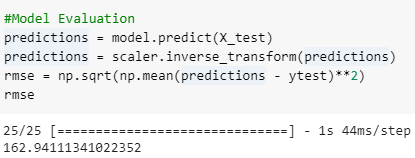 #Model Evaluation
predictions = model.predict(X_test)
predictions = scaler.inverse_transform(predictions)
rmse = np.sqrt(np.mean(predictions - ytest)**2)
rmse
25/25 [==============================] - 1s 44ms/step
162.94111341022352